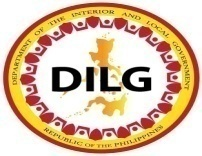 DEPARTMENT OF THE INTERIOR AND LOCAL GOVERNMENT
DILG
REPUBLIC OF THE PHILIPPINES